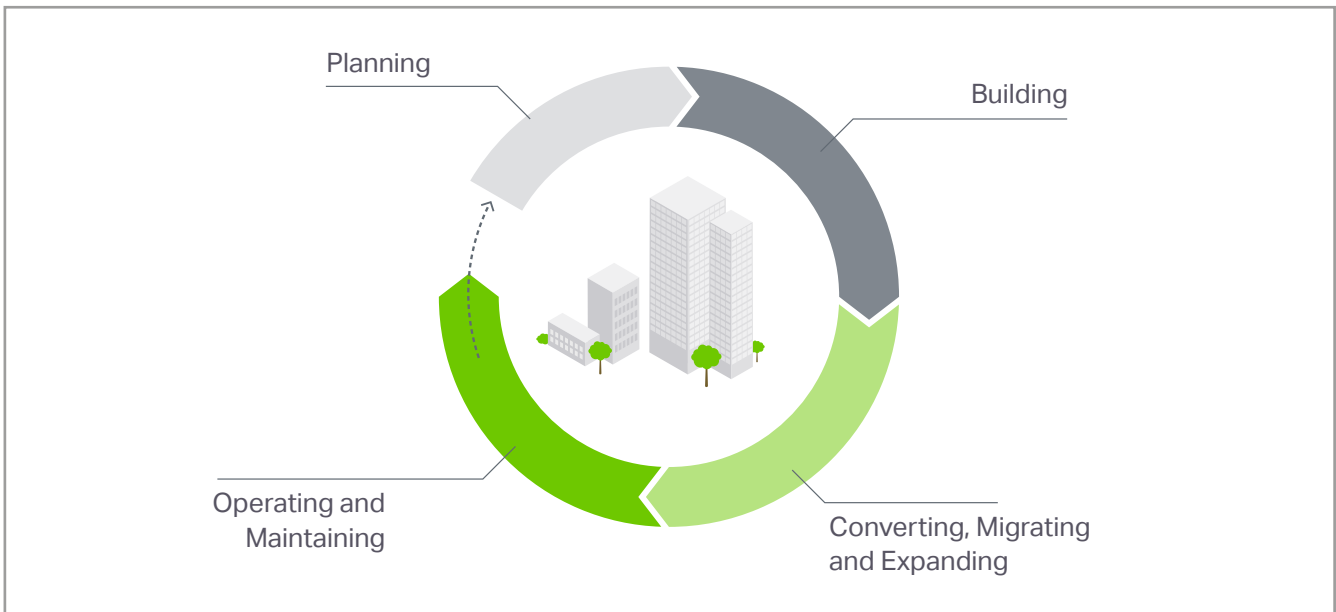 Planning
Building
Operating and
Maintaining
Converting, Migrating
and Expanding